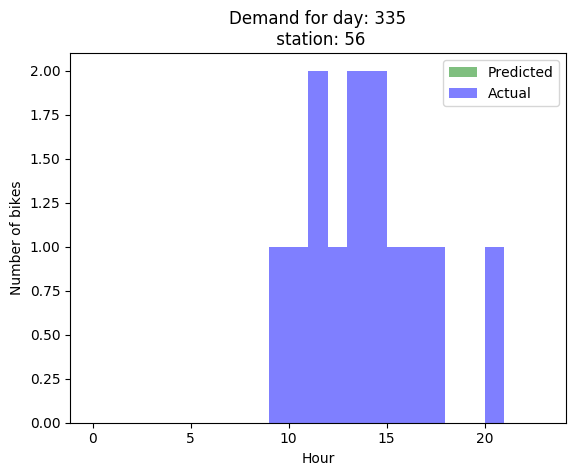 Demand for day: 335
station: 56
Predicted
Actual
2.00
1.75
1.50
1.25
1.00
0.75
0.50
0.25
0.00
Number of bikes
0 5 10 15 20
Hour